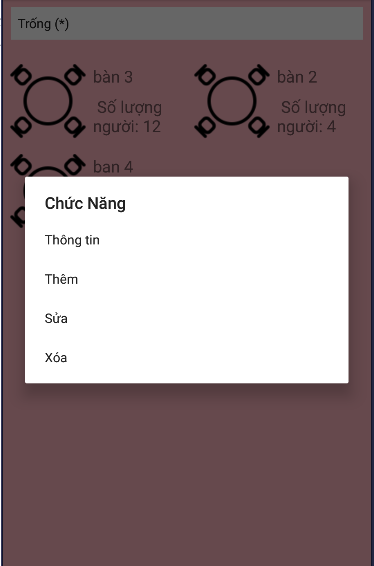 Trống (*)
bàn 3
Số lượng
người: 12
bàn 2
Số lượng
người: 4
ban 4
Chức Năng
Thông tin
Thêm
Sửa
Xóa